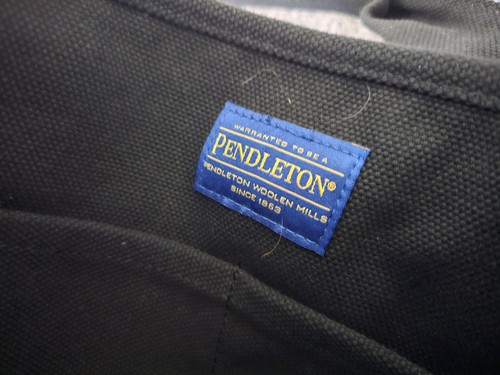 WARRANTED TO BE A
PENDLETON®
PENDLETON WOOLEN MILLS
SINCE 1863